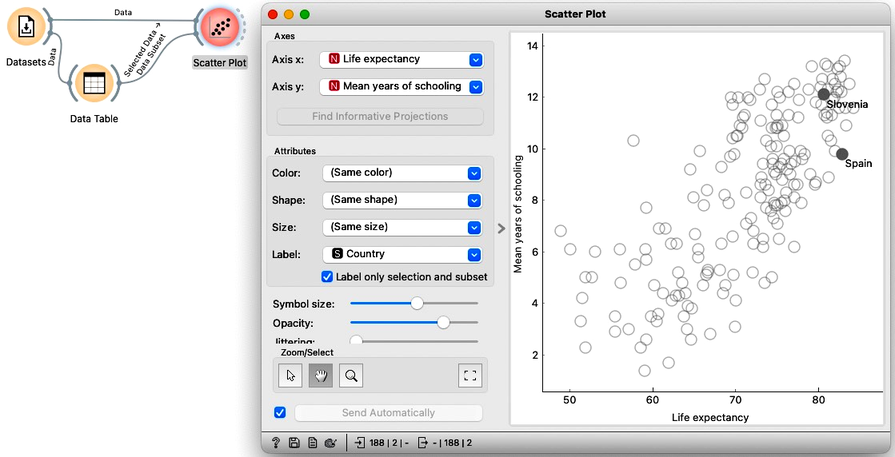 Data
Datasets
Data
Selected Data → Data Subset
Scatter Plot
Data Table
Scatter Plot
Axes
Axis x:
N Life expectancy
Axis y:
N Mean years of schooling
Find Informative Projections
Attributes
Color:
(Same color)
Shape:
(Same shape)
Size:
(Same size)
Label:
S Country
Label only selection and subset
Symbol size:
Opacity:
Jittering:
Zoom/Select
Send Automatically
? 188 | 2 | - - | 188 | 2
Mean years of schooling
14
12
10
8
6
4
2
Slovenia
Spain
50 60 70 80
Life expectancy